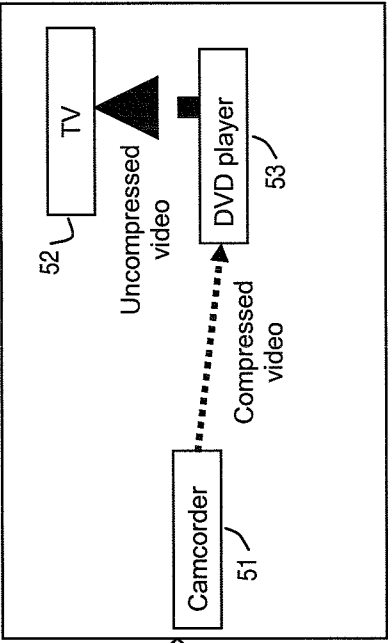 TV
52
Uncompressed
video
DVD player
53
Compressed
video
Camcorder
51